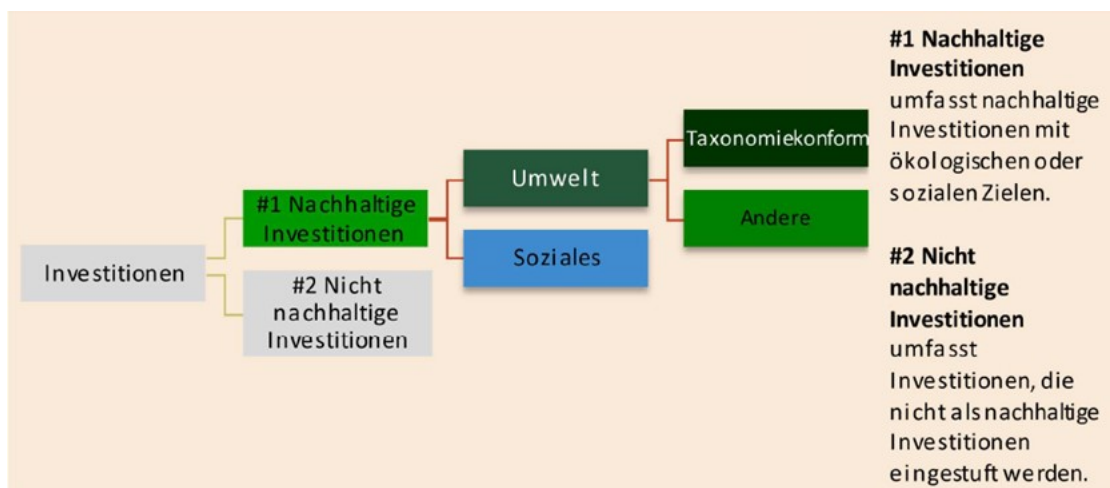 Investitionen
#1 Nachhaltige
Investitionen
#2 Nicht
nachhaltige
Investitionen
Umwelt
Soziales
Taxonomiekonform
Andere
#1 Nachhaltige
Investitionen
umfasst nachhaltige
Investitionen mit
ökologischen oder
sozialen Zielen.
#2 Nicht
nachhaltige
Investitionen
umfasst
Investitionen, die
nicht als nachhaltige
Investitionen
eingestuft werden.